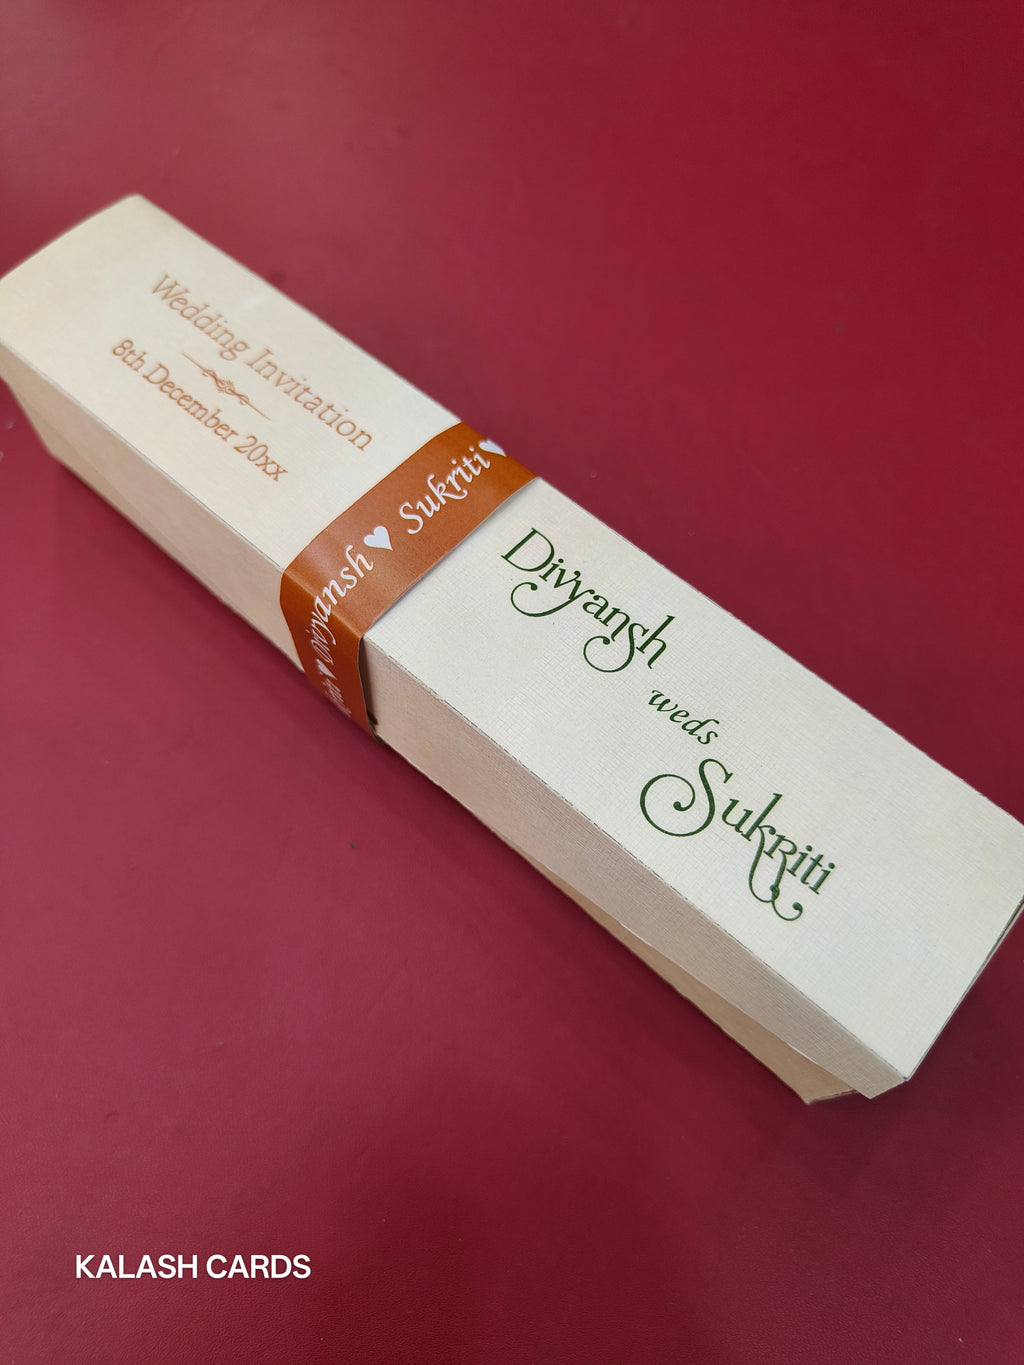 Wedding Invitation
8th December 20xx
Divyansh ♥ Sukriti ♥
Divyansh
weds
Sukriti
KALASH CARDS